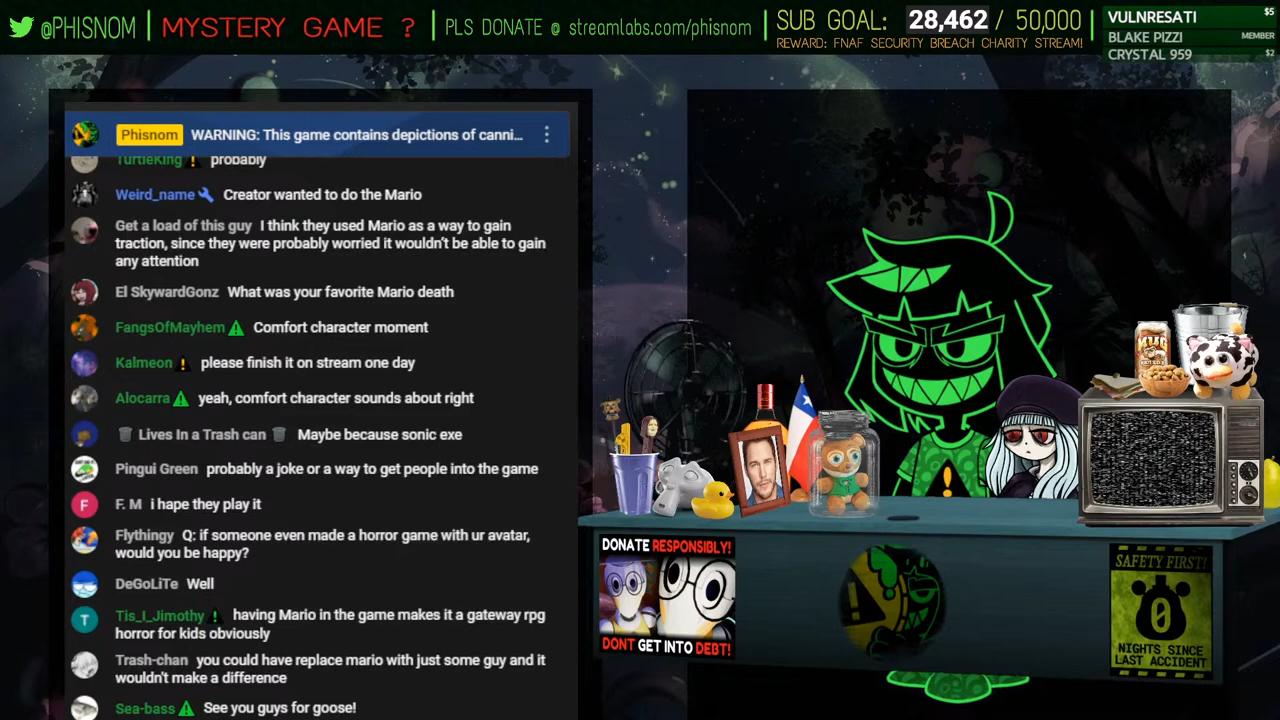 @PHISNOM | MYSTERY GAME ? | PLS DONATE @ streamlabs.com/phisnom | SUB GOAL: 28,462 / 50,000
REWARD: FNAF SECURITY BREACH CHARITY STREAM!
VULNRESATI $5
BLAKE PIZZI MEMBER
CRYSTAL 959 $2
Phisnom WARNING: This game contains depictions of canni...
TurtleKing probably
Weird_name Creator wanted to do the Mario
Get a load of this guy I think they used Mario as a way to gain
traction, since they were probably worried it wouldn't be able to gain
any attention
El SkywardGonz What was your favorite Mario death
FangsOfMayhem Comfort character moment
Kalmeon please finish it on stream one day
Alocarra yeah, comfort character sounds about right
Lives In a Trash can Maybe because sonic exe
Pingui Green probably a joke or a way to get people into the game
F
F. M i hape they play it
Flythingy Q: if someone even made a horror game with ur avatar,
would you be happy?
DeGoLiTe Well
T
Tis_I_Jimothy having Mario in the game makes it a gateway rpg
horror for kids obviously
Trash-chan you could have replace mario with just some guy and it
wouldn't make a difference
Sea-bass See you guys for goose!
MUG
DONATE RESPONSIBLY!
DONT GET INTO DEBT!
SAFETY FIRST!
0
NIGHTS SINCE
LAST ACCIDENT